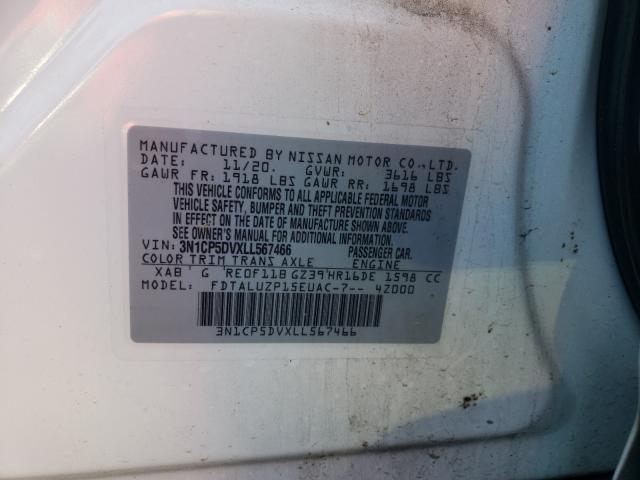 MANUFACTURED BY NISSAN MOTOR CO.,LTD.
DATE: 11/20. GVWR: 3616 LBS
GAWR FR: 1918 LBS GAWR RR: 1698 LBS
THIS VEHICLE CONFORMS TO ALL APPLICABLE FEDERAL MOTOR
VEHICLE SAFETY, BUMPER AND THEFT PREVENTION STANDARDS
IN EFFECT ON THE DATE OF MANUFACTURE SHOWN ABOVE.
SEE OWNER'S MANUAL FOR ADDITIONAL INFORMATION.
VIN: 3N1CP5DVXLL567466 PASSENGER CAR.
COLOR TRIM TRANS AXLE ENGINE
XAB G RE0F11B GZ39 HR16DE 1598 CC
MODEL: FDTALUZP15EUAC-7-- 42000
3N1CP5DVXLL567466